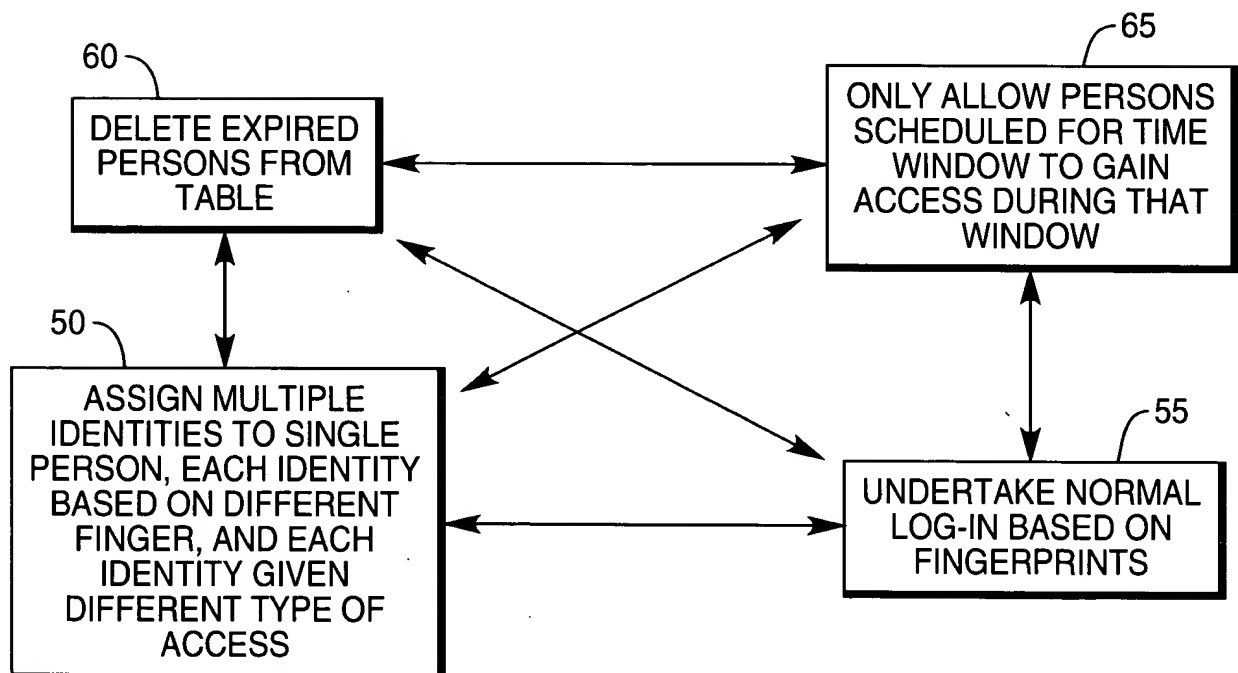 60
DELETE EXPIRED
PERSONS FROM
TABLE
65
ONLY ALLOW PERSONS
SCHEDULED FOR TIME
WINDOW TO GAIN
ACCESS DURING THAT
WINDOW
50
ASSIGN MULTIPLE
IDENTITIES TO SINGLE
PERSON, EACH IDENTITY
BASED ON DIFFERENT
FINGER, AND EACH
IDENTITY GIVEN
DIFFERENT TYPE OF
ACCESS
55
UNDERTAKE NORMAL
LOG-IN BASED ON
FINGERPRINTS